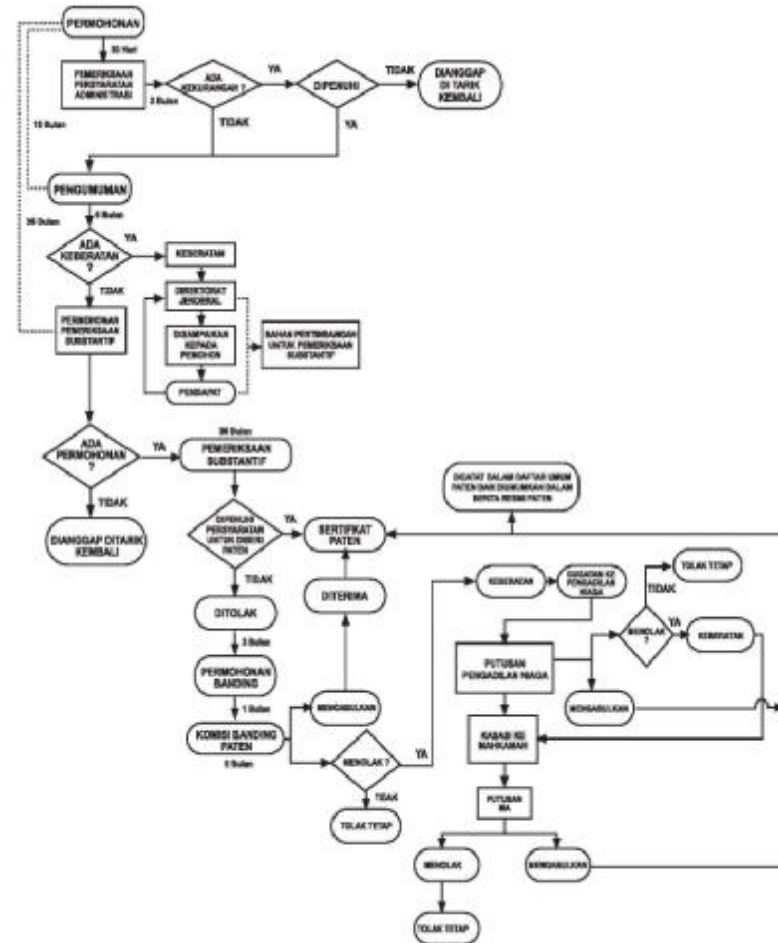 PERMOHONAN
30 Hari
PEMERIKSAAN
PERSYARATAN
ADMINISTRASI
3 Bulan
ADA
KEKURANGAN ?
YA
DIPENUHI
TIDAK
DIANGGAP
DI TARIK
KEMBALI
TIDAK
YA
18 Bulan
PENGUMUMAN
6 Bulan
36 Bulan
ADA
KEBERATAN
?
YA
KEBERATAN
TIDAK
DIREKTORAT
JENDERAL
PERMOHONAN
PEMERIKSAAN
SUBSTANTIF
DISAMPAIKAN
KEPADA
PEMOHON
BAHAN PERTIMBANGAN
UNTUK PEMERIKSAAN
SUBSTANTIF
PENDAPAT
ADA
PERMOHONAN
?
YA
36 Bulan
PEMERIKSAAN
SUBSTANTIF
TIDAK
DIANGGAP DITARIK
KEMBALI
DICATAT DALAM DAFTAR UMUM
PATEN DAN DIUMUMKAN DALAM
BERITA RESMI PATEN
DIPENUHI
PERSYARATAN
UNTUK DIBERI
PATEN
YA
SERTIFIKAT
PATEN
TIDAK
DITOLAK
DITERIMA
KEBERATAN
GUGATAN KE
PENGADILAN
NIAGA
TOLAK TETAP
TIDAK
3 Bulan
PERMOHONAN
BANDING
PUTUSAN
PENGADILAN NIAGA
MENOLAK
?
YA
KEBERATAN
1 Bulan
MENGABULKAN
MENGABULKAN
KOMISI BANDING
PATEN
MENOLAK ?
YA
KASASI KE
MAHKAMAH
TIDAK
TOLAK TETAP
PUTUSAN
MA
MENOLAK
MENGABULKAN
TOLAK TETAP